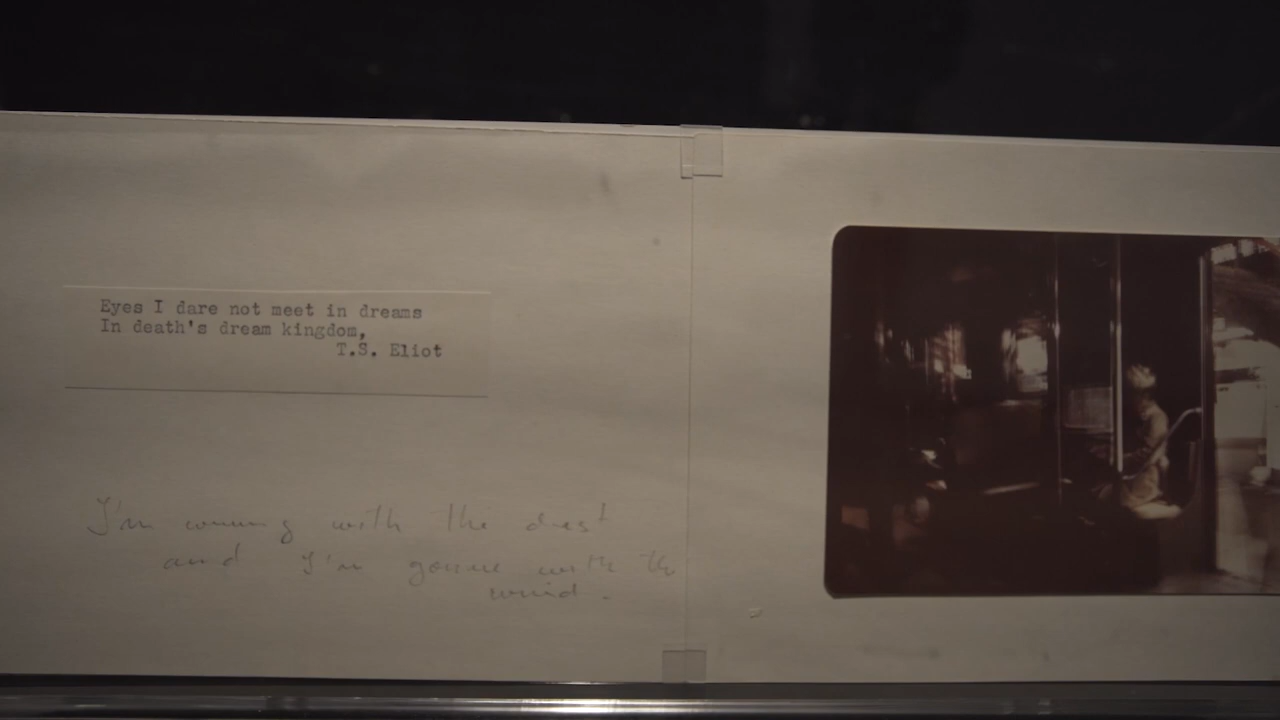 Eyes I dare not meet in dreams
In death's dream kingdom,
T.S. Eliot
I'm coming with the dust
and I'm gonne with the
wind.